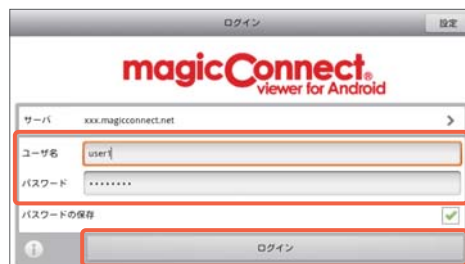 ログイン
設定
magicConnect®
viewer for Android
サーバ xxx.magicconnect.net
ユーザ名 user1
パスワード ••••••••
パスワードの保存
ログイン